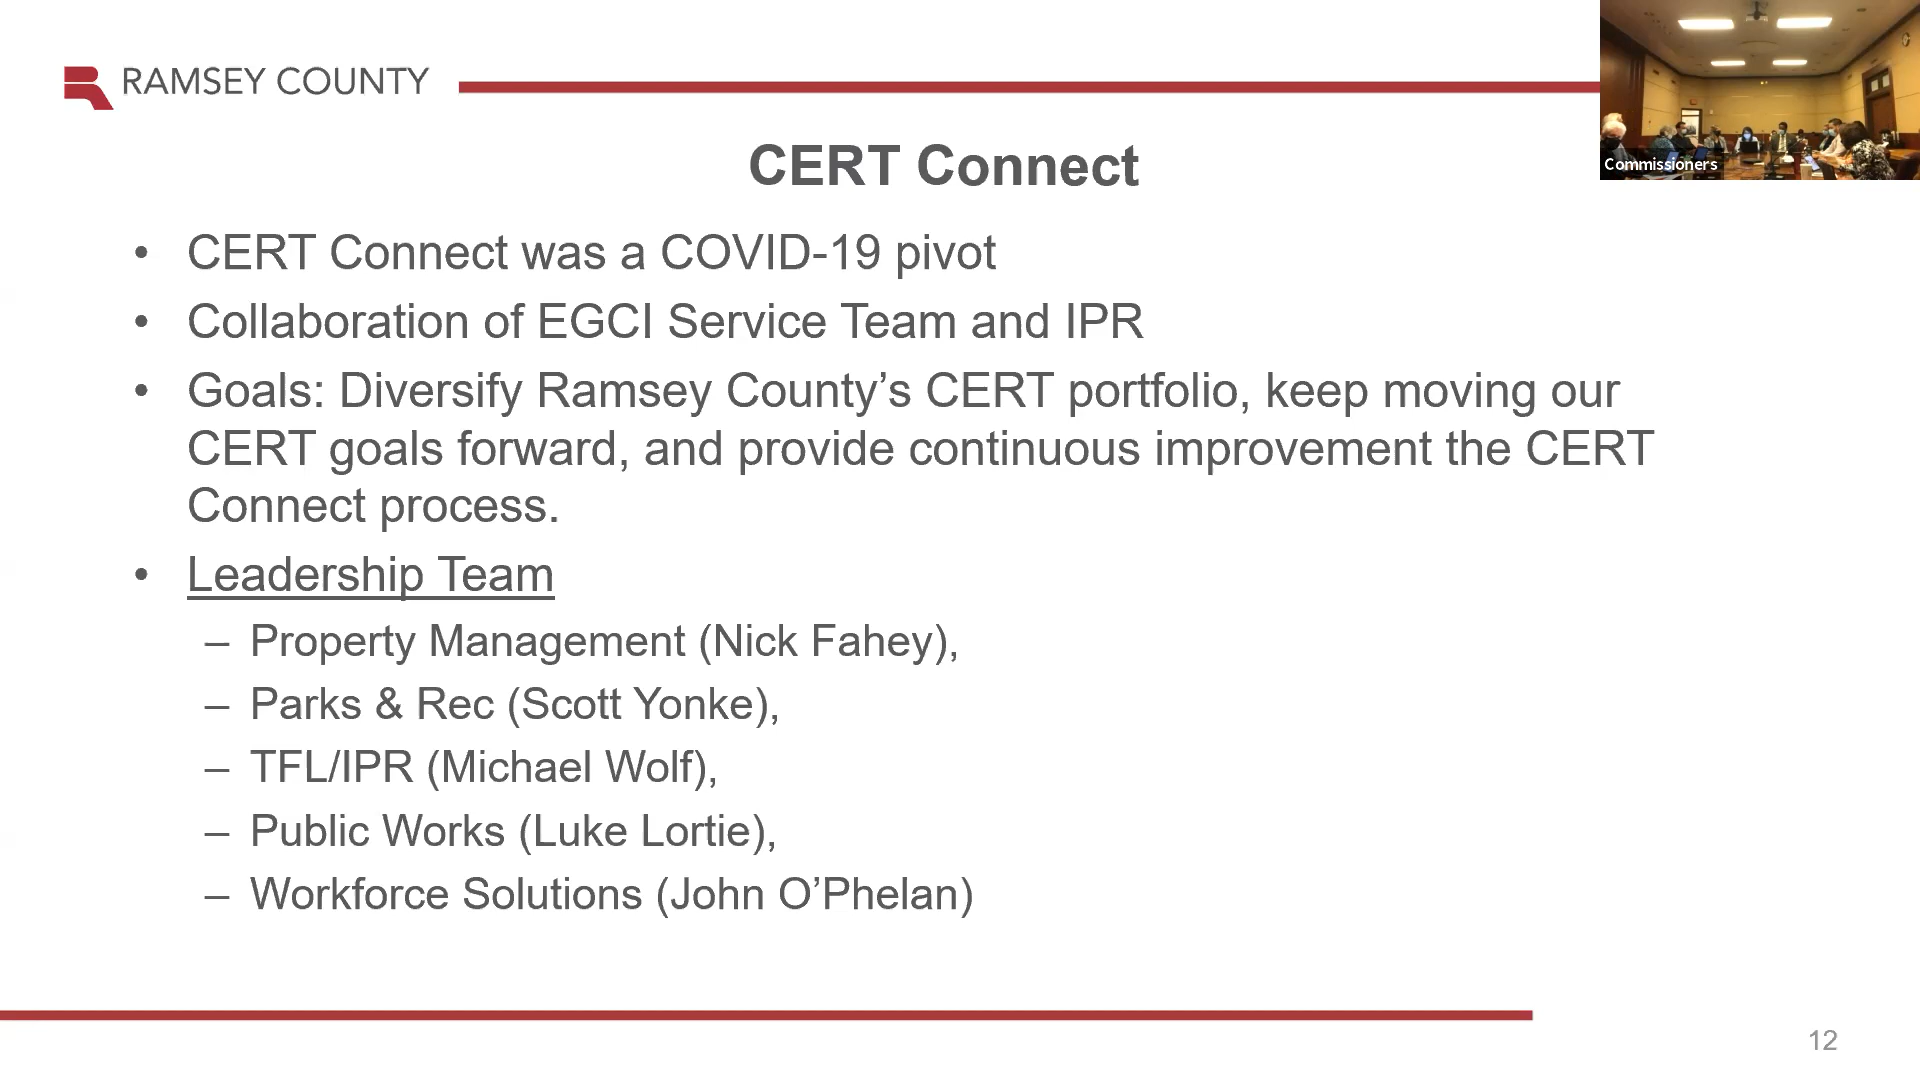 RAMSEY COUNTY
Commissioners
CERT Connect
• CERT Connect was a COVID-19 pivot
• Collaboration of EGCI Service Team and IPR
• Goals: Diversify Ramsey County’s CERT portfolio, keep moving our
CERT goals forward, and provide continuous improvement the CERT
Connect process.
• Leadership Team
– Property Management (Nick Fahey),
– Parks & Rec (Scott Yonke),
– TFL/IPR (Michael Wolf),
– Public Works (Luke Lortie),
– Workforce Solutions (John O’Phelan)
12